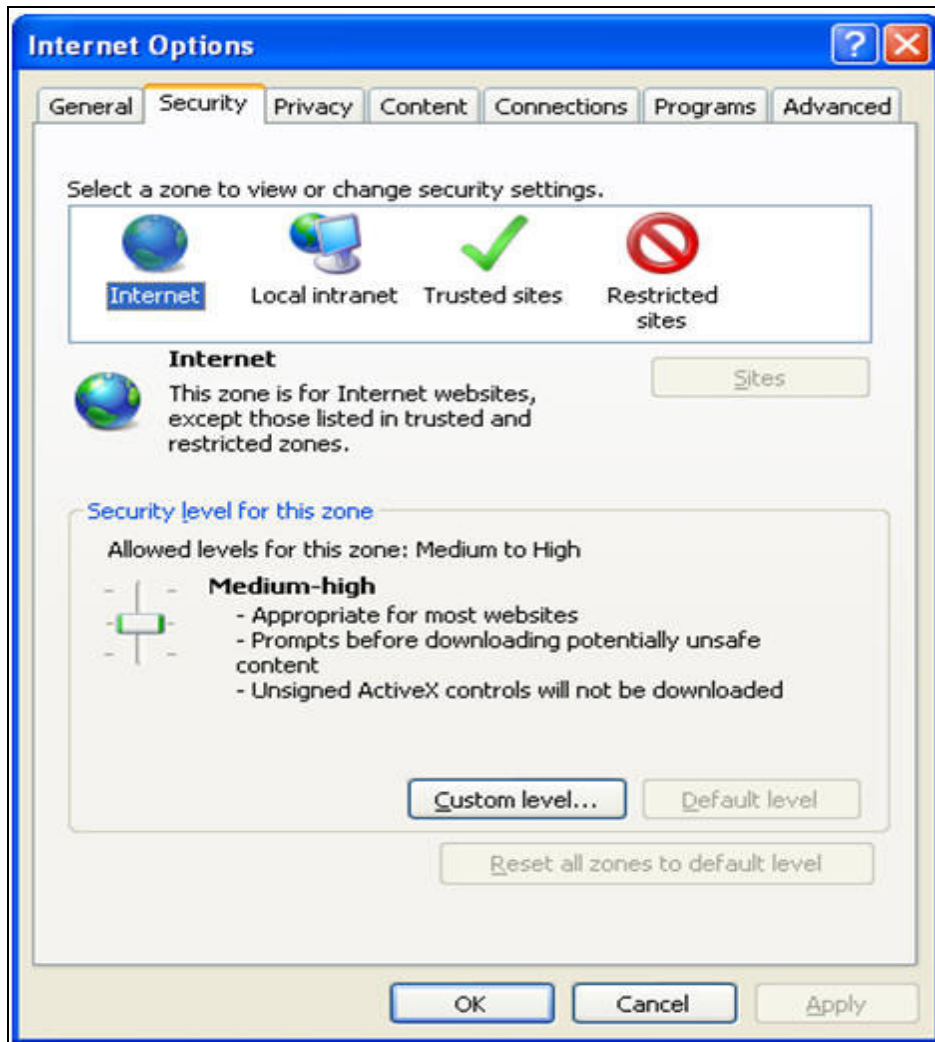 Internet Options
General Security Privacy Content Connections Programs Advanced
Select a zone to view or change security settings.
Internet Local intranet Trusted sites Restricted
sites
Internet
Sites
This zone is for Internet websites,
except those listed in trusted and
restricted zones.
Security level for this zone
Allowed levels for this zone: Medium to High
Medium-high
- Appropriate for most websites
- Prompts before downloading potentially unsafe
content
- Unsigned ActiveX controls will not be downloaded
Custom level... Default level
Reset all zones to default level
OK Cancel Apply